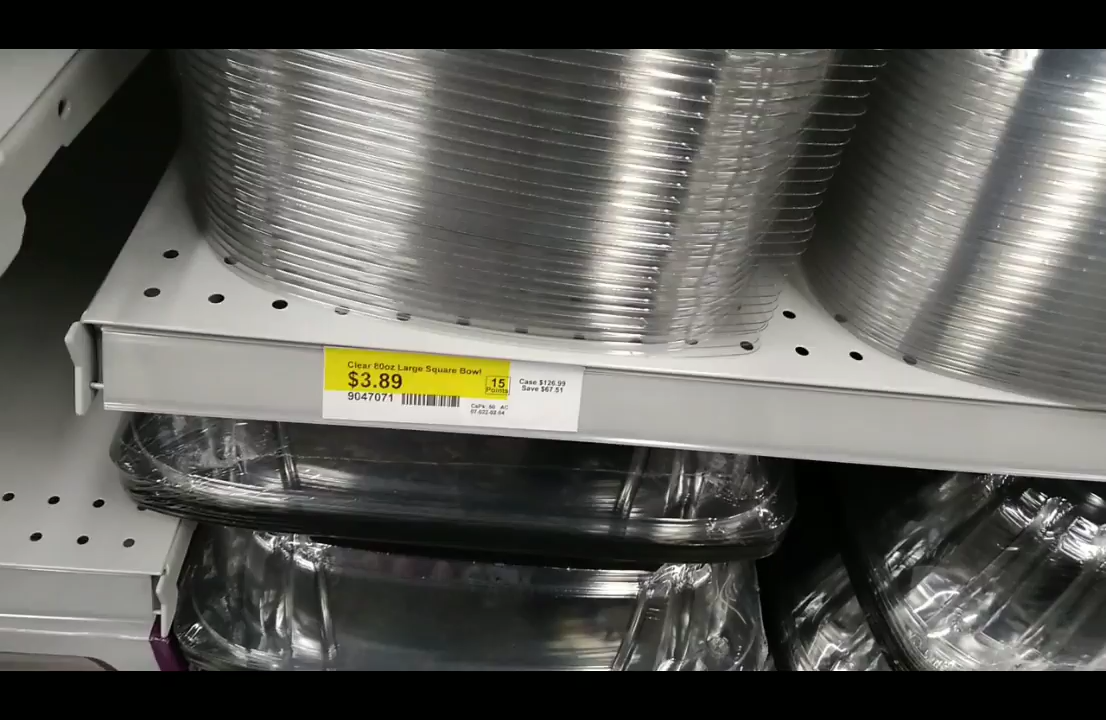 Clear 80oz Large Square Bowl
$3.89
15
Points
9047071
Case $126.99
Save $67.51